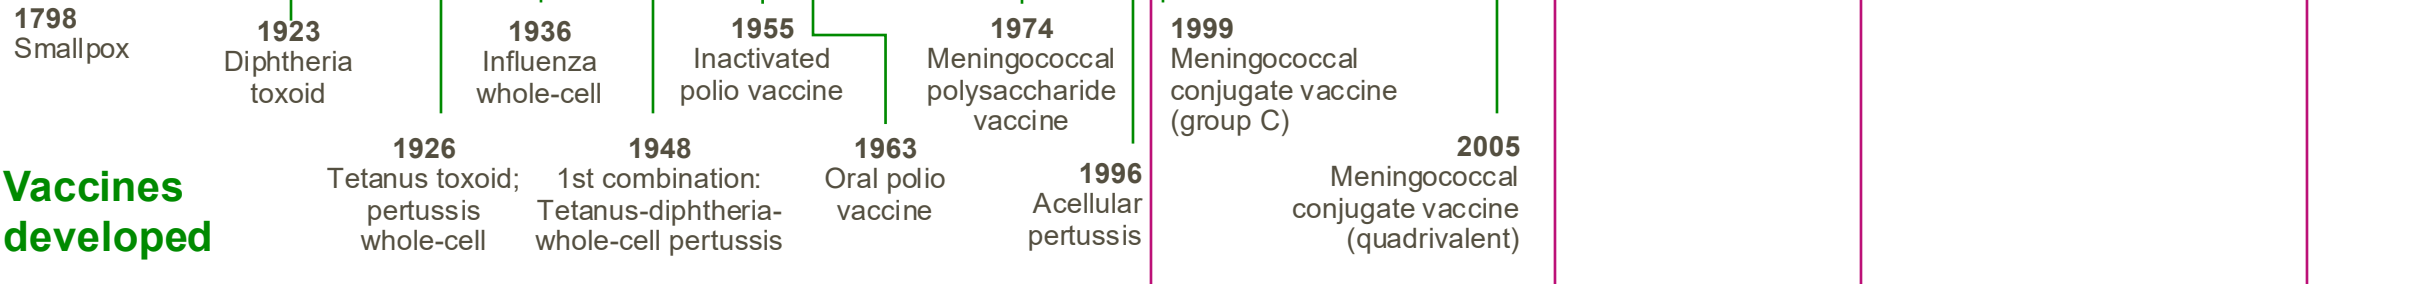 1798
Smallpox
1923
Diphtheria
toxoid
1936
Influenza
whole-cell
1955
Inactivated
polio vaccine
1974
Meningococcal
polysaccharide
vaccine
1999
Meningococcal
conjugate vaccine
(group C)
1926
Tetanus toxoid;
pertussis
whole-cell
1948
1st combination:
Tetanus-diphtheria-
whole-cell pertussis
1963
Oral polio
vaccine
1996
Acellular
pertussis
2005
Meningococcal
conjugate vaccine
(quadrivalent)
Vaccines
developed